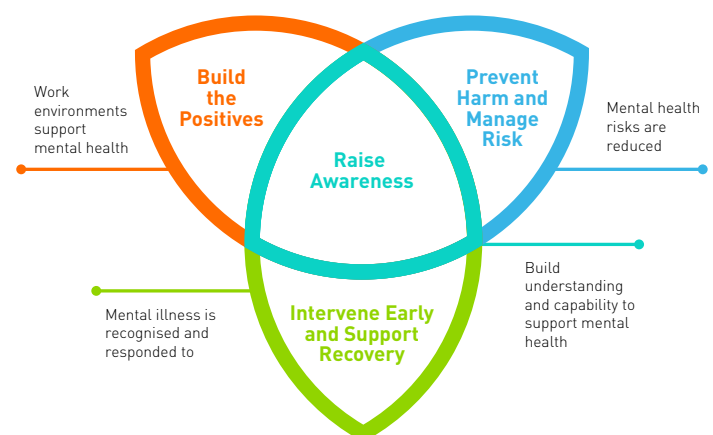 Build
the
Positives
Prevent
Harm and
Manage
Risk
Work
environments
support
mental health
Mental health
risks are
reduced
Raise
Awareness
Build
understanding
and capability to
support mental
health
Mental illness is
recognised and
responded to
Intervene Early
and Support
Recovery